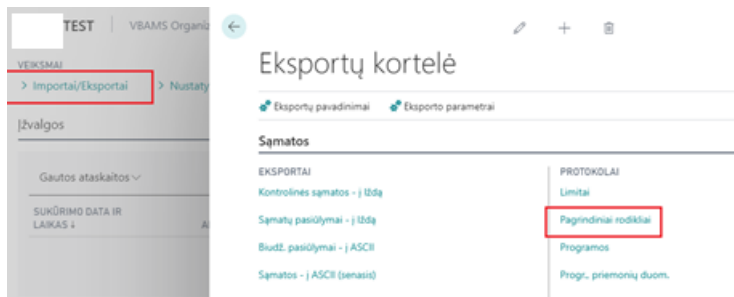 TEST | VBAMS Organiz
VEIKSMAI
> Importai/Eksportai > Nustaty
Įžvalgos
Gautos ataskaitos
SUKŪRIMO DATA IR
LAIKAS ↓
Eksportų kortelė
Eksportų pavadinimai Eksporto parametrai
Sąmatos
EKSPORTAI
Kontrolinės sąmatos - į Iždą
Sąmatų pasiūlymai - į Iždą
Biudž. pasiūlymai - į ASCII
Sąmatos - į ASCII (senasis)
PROTOKOLAI
Limitai
Pagrindiniai rodikliai
Programos
Progr., priemonių duom.